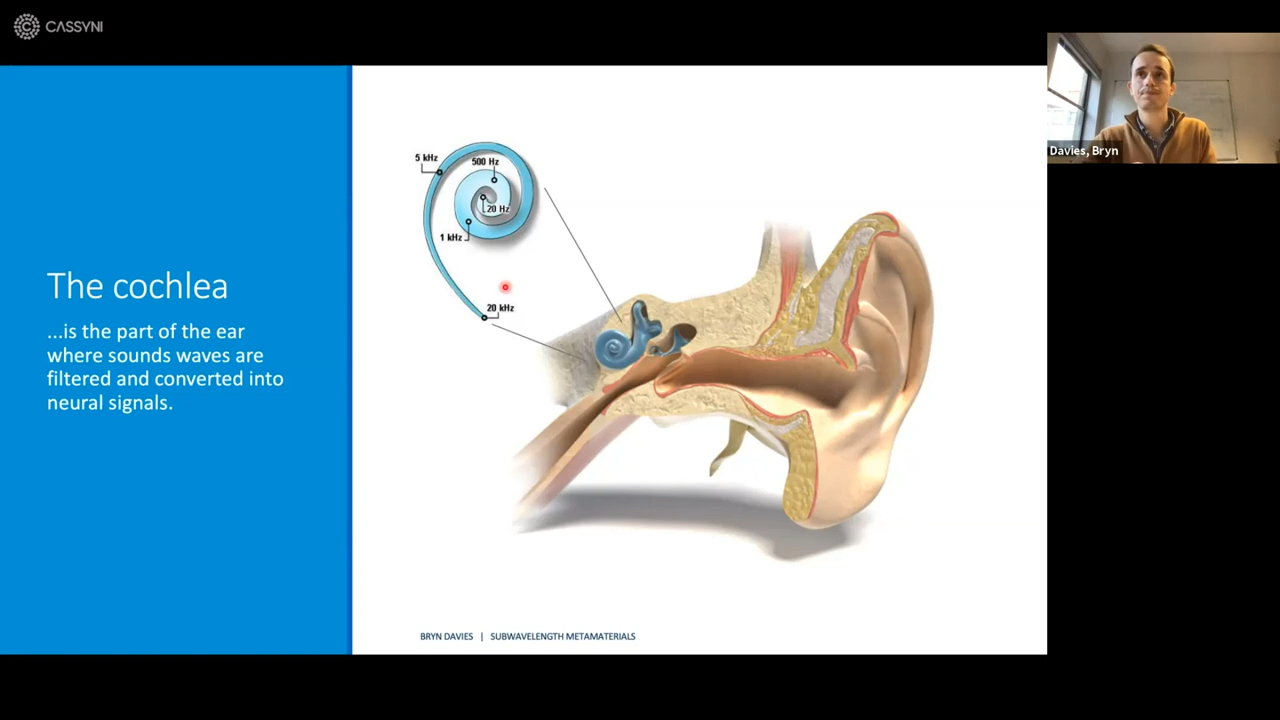 CASSYNI
Davies, Bryn
5 kHz
500 Hz
20 Hz
1 kHz
20 kHz
The cochlea
...is the part of the ear
where sounds waves are
filtered and converted into
neural signals.
BRYN DAVIES | SUBWAVELENGTH METAMATERIALS